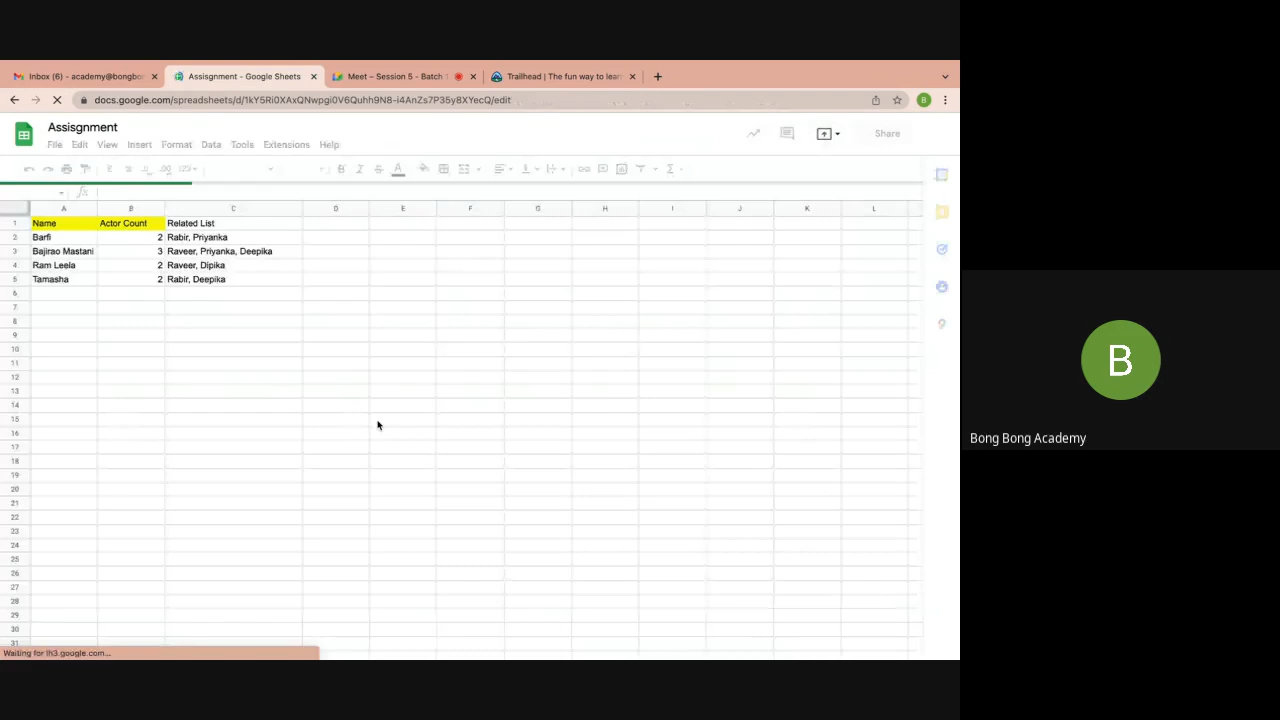 Inbox (6) - academy@bongbo
Assisgnment - Google Sheets
Meet – Session 5 - Batch
Trailhead | The fun way to lear
docs.google.com/spreadsheets/d/1kY5Ri0XAxQNwpgi0V6Quhh9N8-i4AnZs7P35y8XYecQ/edit
B
Assisgnment
Share
File Edit View Insert Format Data Tools Extensions Help
A B C D E F G H I J K L
1 Name Actor Count Related List
2 Barfi 2 Rabir, Priyanka
3 Bajirao Mastani 3 Raveer, Priyanka, Deepika
4 Ram Leela 2 Raveer, Dipika
5 Tamasha 2 Rabir, Deepika
6
7
8
9
10
11
12
13
14
15
16
17
18
19
20
21
22
23
24
25
26
27
28
29
30
31
Waiting for lh3.google.com...
B
Bong Bong Academy